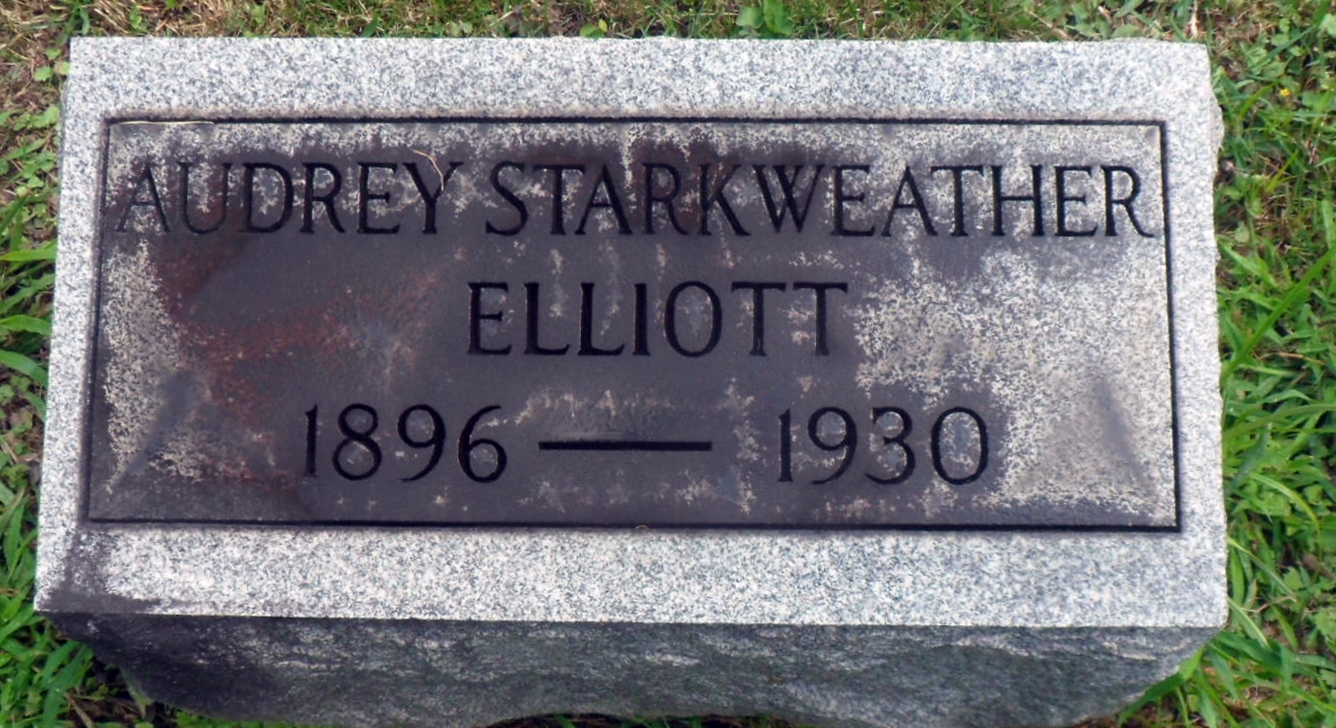 AUDREY STARKWEATHER
ELLIOTT
1896 — 1930